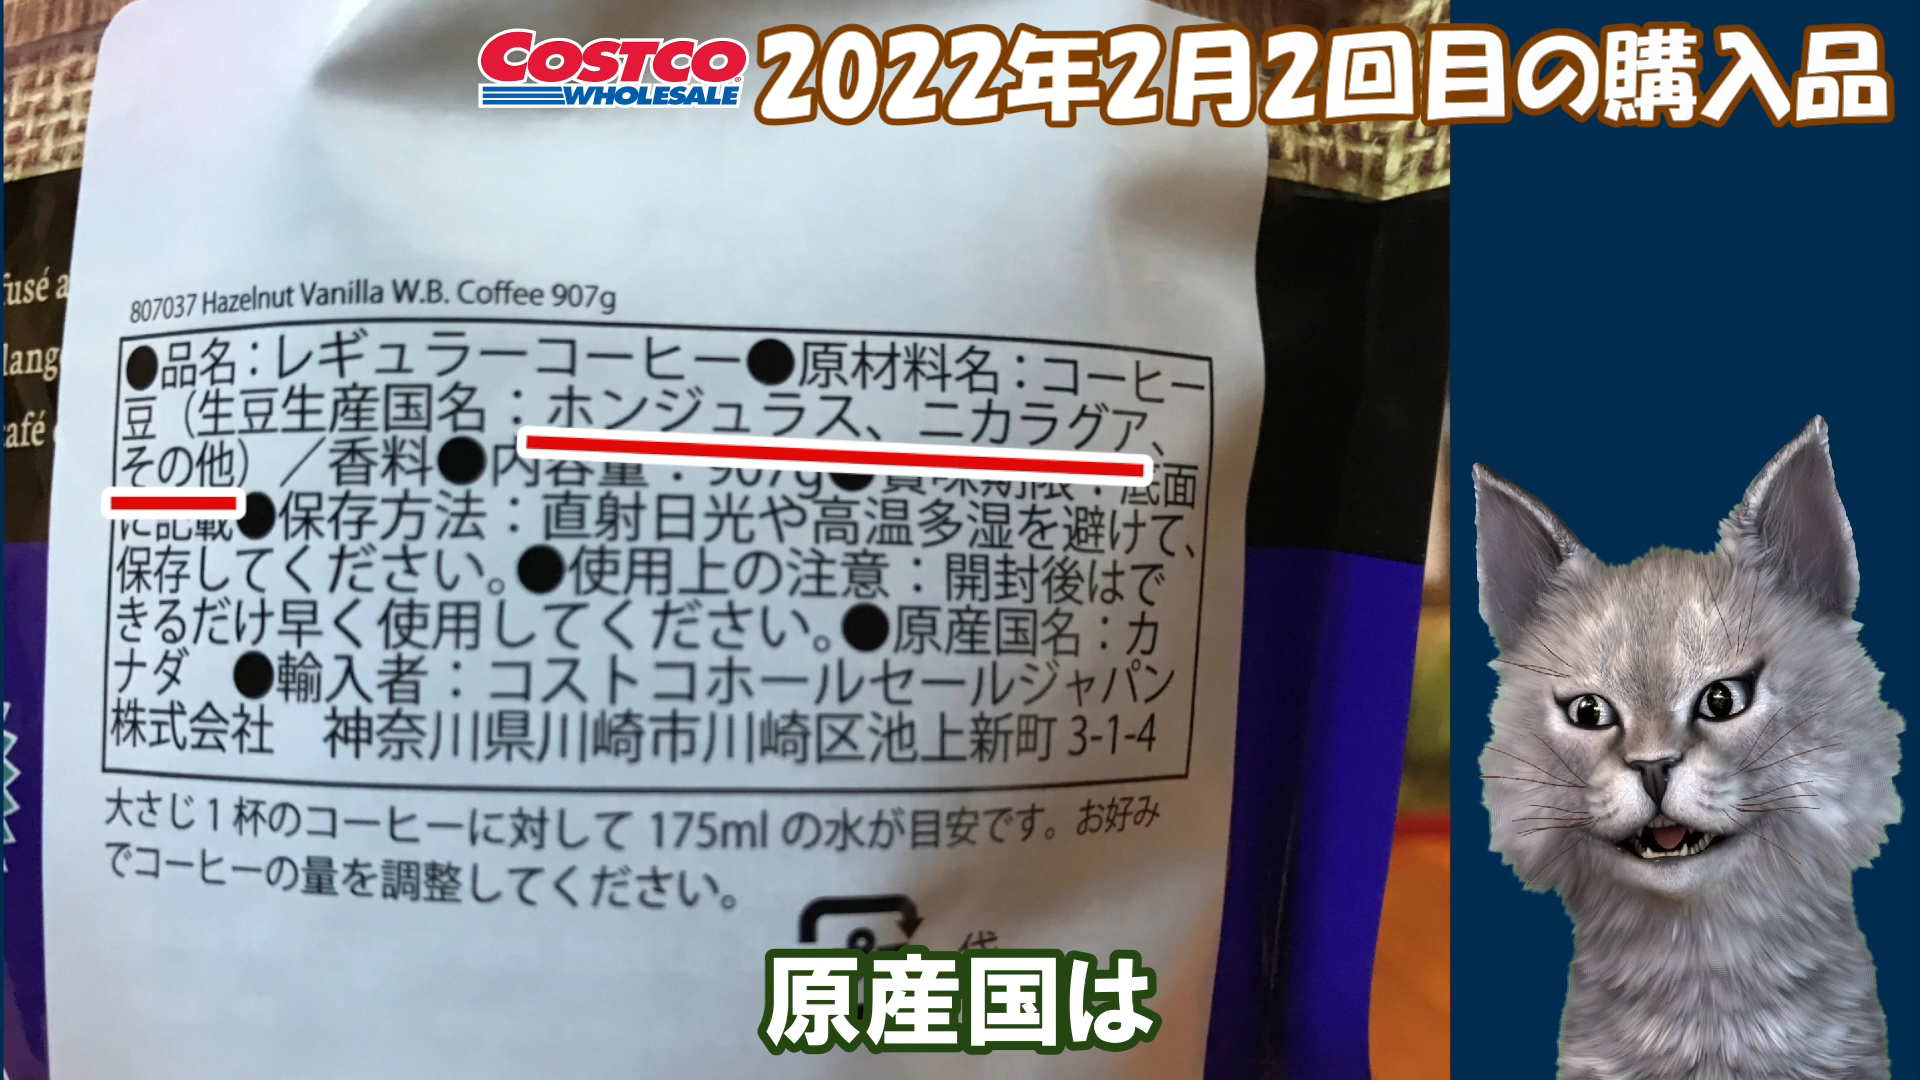 COSTCO
WHOLESALE
2022年2月2回目の購入品
fusé a
lang
café
807037 Hazelnut Vanilla W.B. Coffee 907g
●品名：レギュラーコーヒー●原材料名：コーヒー
豆（生豆生産国名：ホンジュラス、ニカラグア、
その他）／香料●内容量：907g●賞味期限：底面
に記載●保存方法：直射日光や高温多湿を避けて、
保存してください。●使用上の注意：開封後はで
きるだけ早く使用してください。●原産国名：カ
ナダ ●輸入者：コストコホールセールジャパン
株式会社 神奈川県川崎市川崎区池上新町 3-1-4
大さじ1杯のコーヒーに対して 175ml の水が目安です。お好み
でコーヒーの量を調整してください。
袋
原産国は